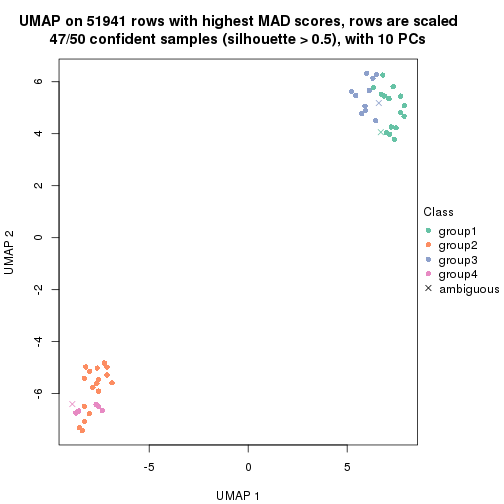 UMAP on 51941 rows with highest MAD scores, rows are scaled
47/50 confident samples (silhouette > 0.5), with 10 PCs
6
4
2
0
-2
-4
-6
UMAP 2
-5
0
5
UMAP 1
Class
group1
group2
group3
group4
ambiguous